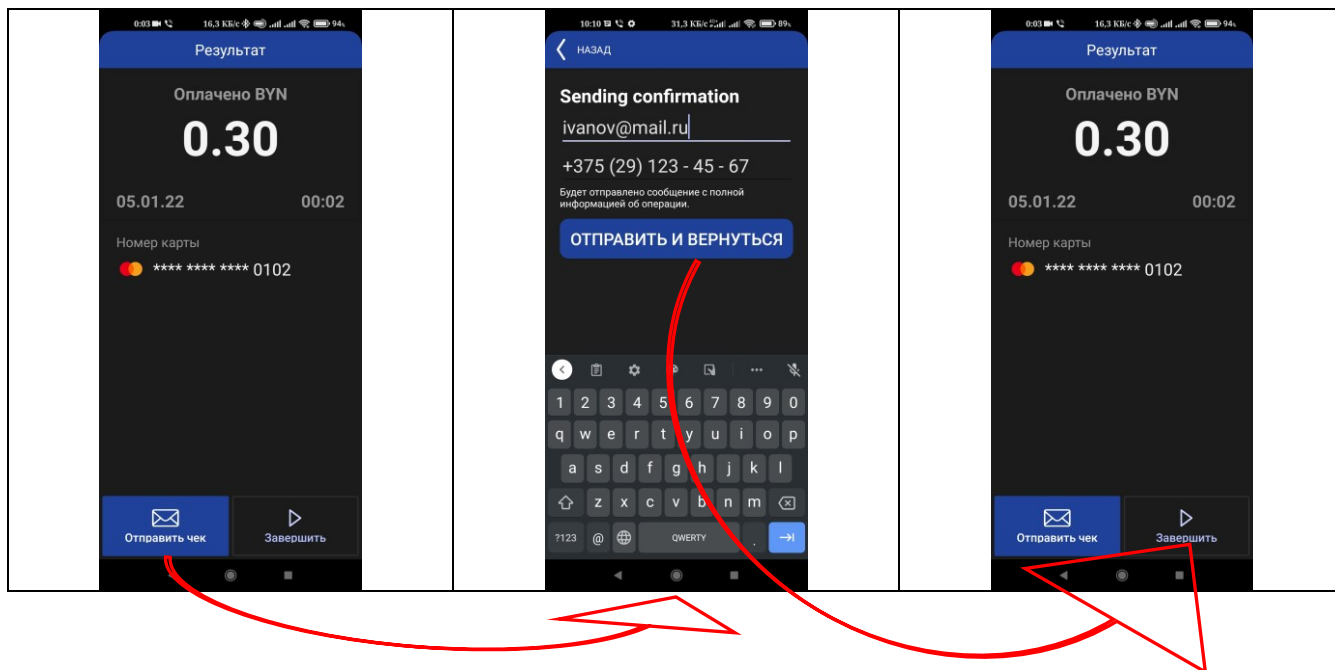 0:03 16,3 КБ/с 94%
Результат
Оплачено BYN
0.30
05.01.22 00:02
Номер карты
**** **** **** 0102
Отправить чек Завершить
10:10 31,3 КБ/с 89%
НАЗАД
Sending confirmation
ivanov@mail.ru
+375 (29) 123 - 45 - 67
Будет отправлено сообщение с полной
информацией об операции.
ОТПРАВИТЬ И ВЕРНУТЬСЯ
1 2 3 4 5 6 7 8 9 0
q w e r t y u i o p
a s d f g h j k l
z x c v b n m
?123 @ QWERTY .
0:03 16,3 КБ/с 94%
Результат
Оплачено BYN
0.30
05.01.22 00:02
Номер карты
**** **** **** 0102
Отправить чек Завершить